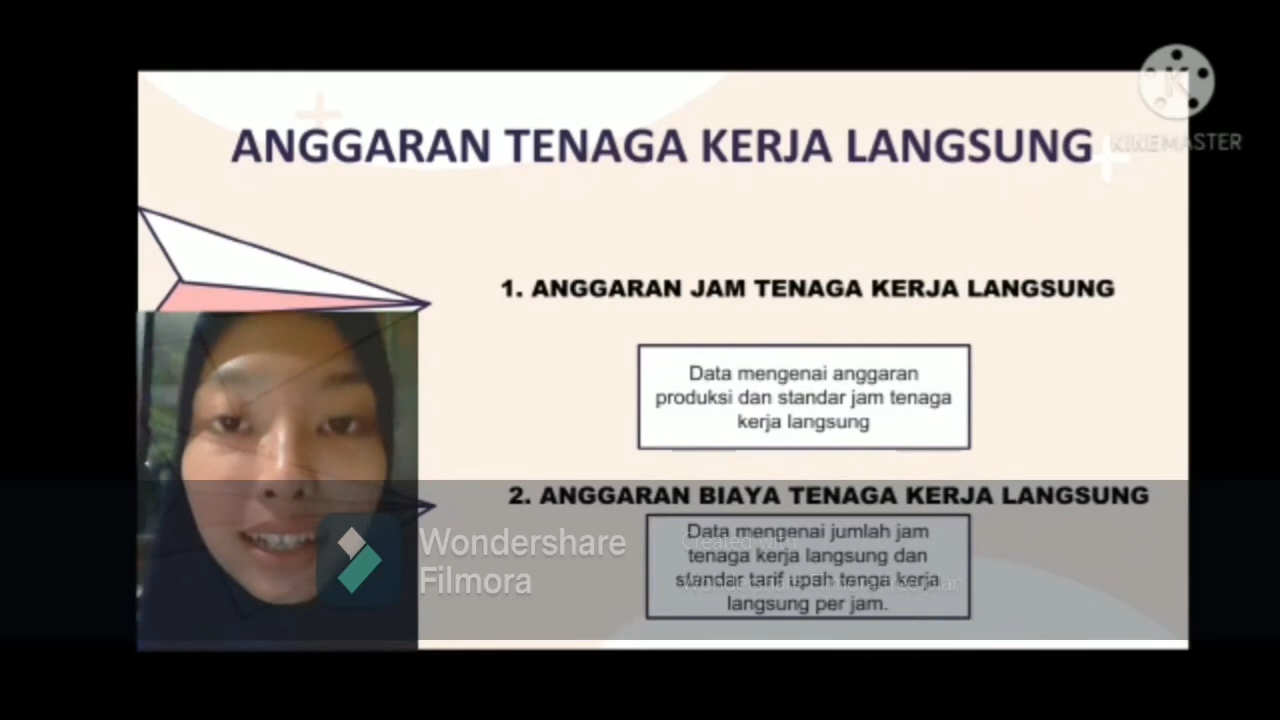 KINEMASTER
ANGGARAN TENAGA KERJA LANGSUNG
1. ANGGARAN JAM TENAGA KERJA LANGSUNG
Data mengenai anggaran
produksi dan standar jam tenaga
kerja langsung
2. ANGGARAN BIAYA TENAGA KERJA LANGSUNG
Data mengenai jumlah jam
tenaga kerja langsung dan
standar tarif upah tenga kerja
langsung per jam.
Wondershare
Filmora
Created with